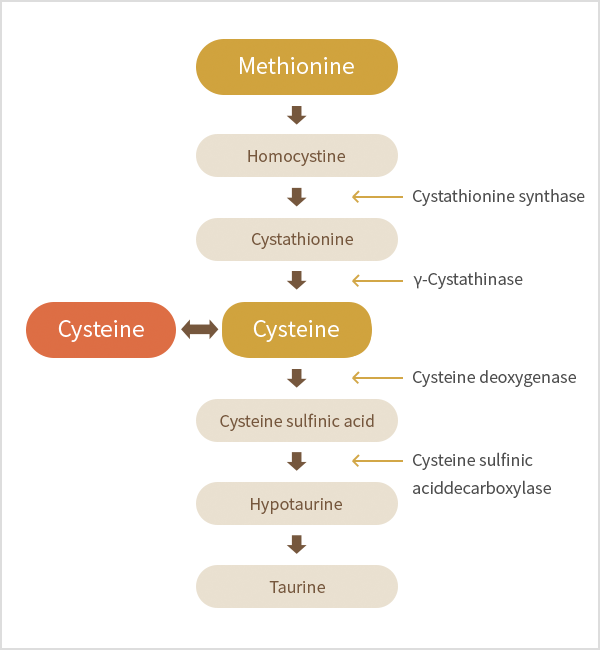 Methionine
Homocystine
Cystathionine synthase
Cystathionine
γ-Cystathinase
Cysteine
Cysteine
Cysteine deoxygenase
Cysteine sulfinic acid
Cysteine sulfinic
aciddecarboxylase
Hypotaurine
Taurine